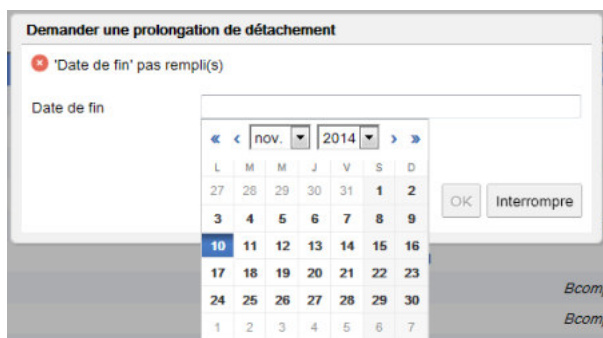 Demander une prolongation de détachement
'Date de fin' pas rempli(s)
Date de fin
« ‹ nov. 2014 › »
L M M J V S D
27 28 29 30 31 1 2
3 4 5 6 7 8 9
OK Interrompre
10 11 12 13 14 15 16
17 18 19 20 21 22 23
24 25 26 27 28 29 30
Bcom
1 2 3 4 5 6 7
Bcom